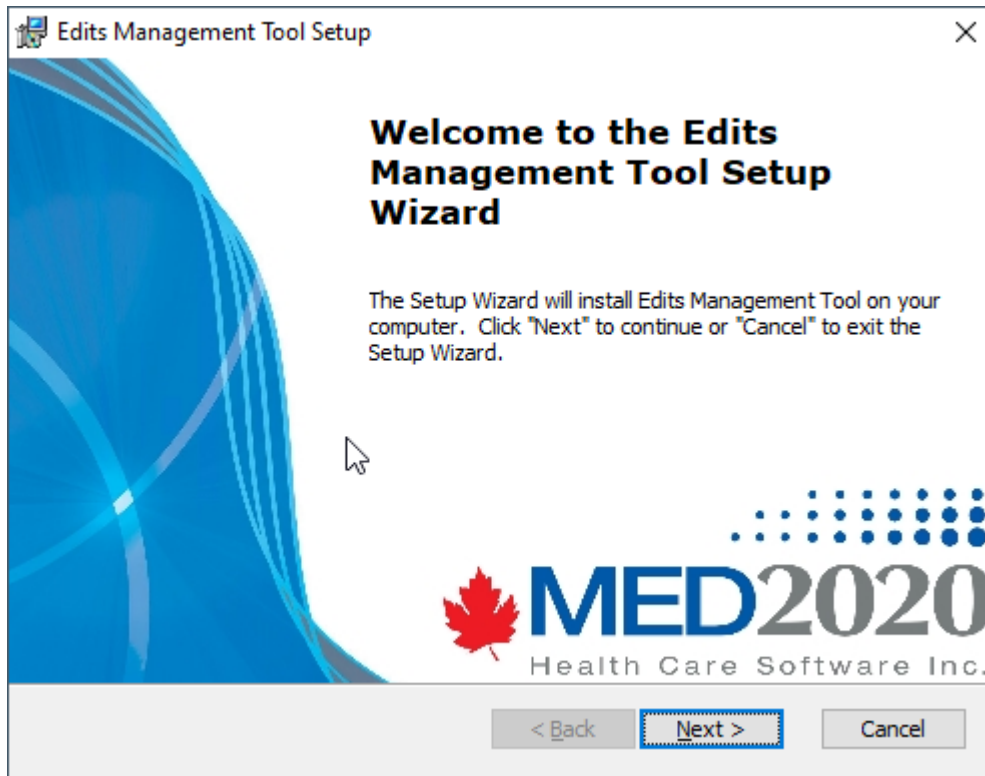 Edits Management Tool Setup
Welcome to the Edits
Management Tool Setup
Wizard
The Setup Wizard will install Edits Management Tool on your
computer. Click "Next" to continue or "Cancel" to exit the
Setup Wizard.
MED2020
Health Care Software Inc.
< Back
Next >
Cancel